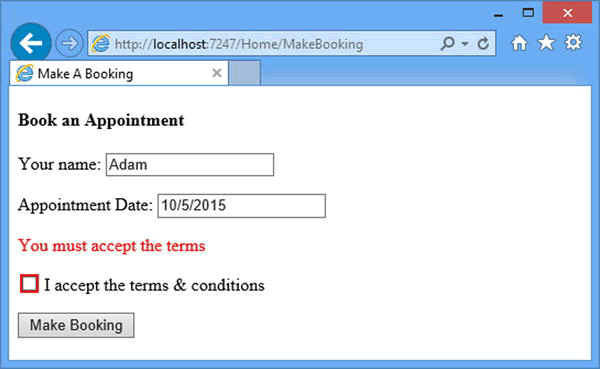 http://localhost:7247/Home/MakeBooking
Make A Booking
Book an Appointment
Your name: Adam
Appointment Date: 10/5/2015
You must accept the terms
I accept the terms & conditions
Make Booking